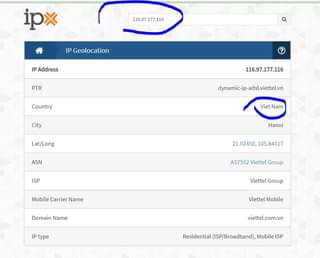 ipx
116.97.177.116
IP Geolocation
IP Address 116.97.177.116
PTR dynamic-ip-adsl.viettel.vn
Country Viet Nam
City Hanoi
Lat/Long 21.02450, 105.84117
ASN AS7552 Viettel Group
ISP Viettel Group
Mobile Carrier Name Viettel Mobile
Domain Name viettel.com.vn
IP type Residential (ISP/Broadband), Mobile ISP